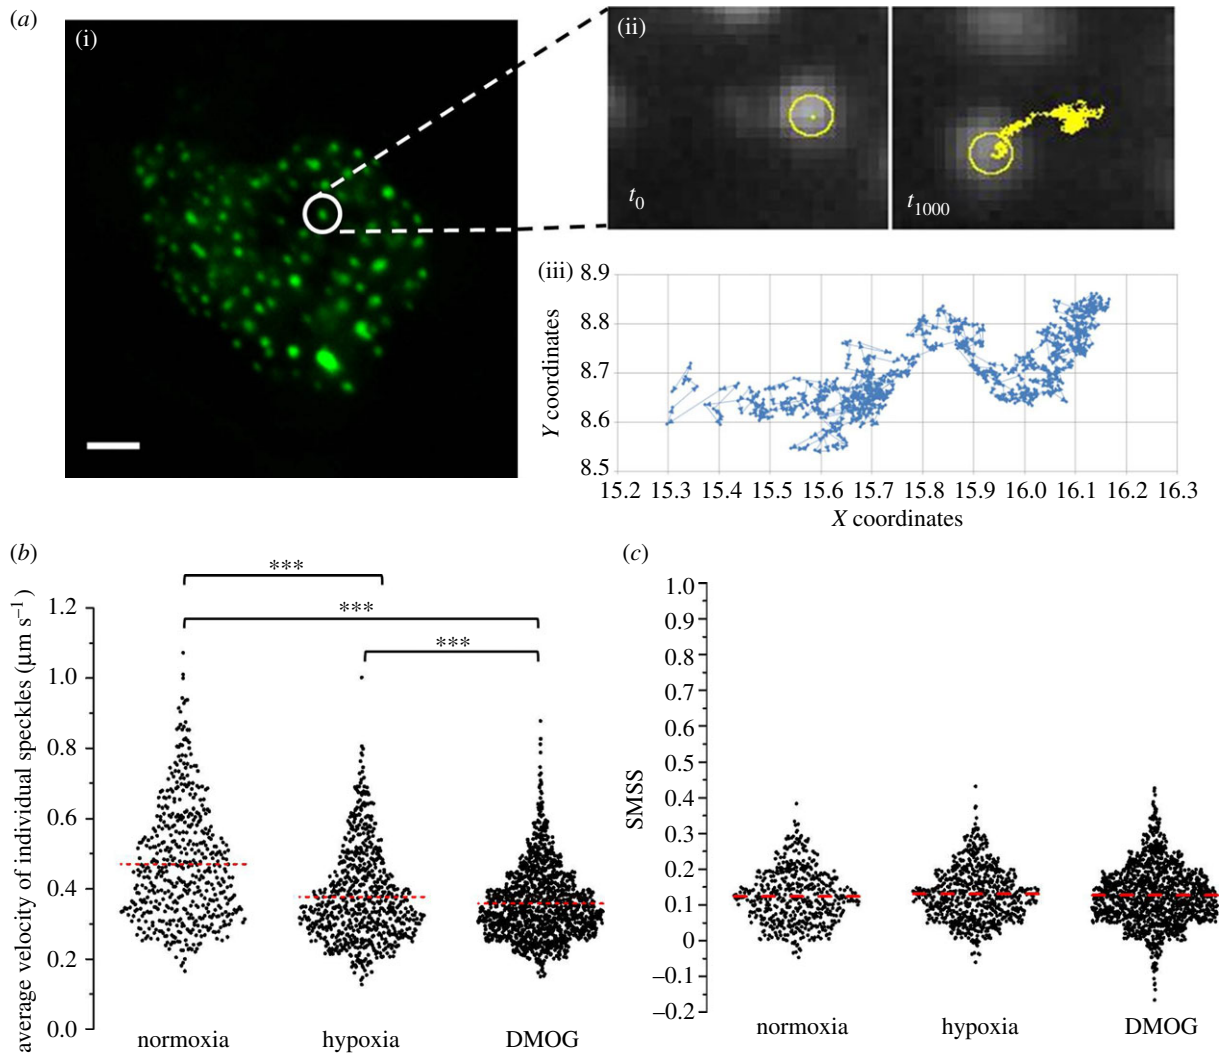 (a)
(i)
(ii)
t0
t1000
(iii)
8.9
8.8
8.7
8.6
8.5
Y coordinates
15.2 15.3 15.4 15.5 15.6 15.7 15.8 15.9 16.0 16.1 16.2 16.3
X coordinates
(b)
***
***
***
average velocity of individual speckles (µm s−1)
1.2
1.0
0.8
0.6
0.4
0.2
0.0
normoxia hypoxia DMOG
(c)
SMSS
1.0
0.9
0.8
0.7
0.6
0.5
0.4
0.3
0.2
0.1
0
–0.1
–0.2
normoxia hypoxia DMOG